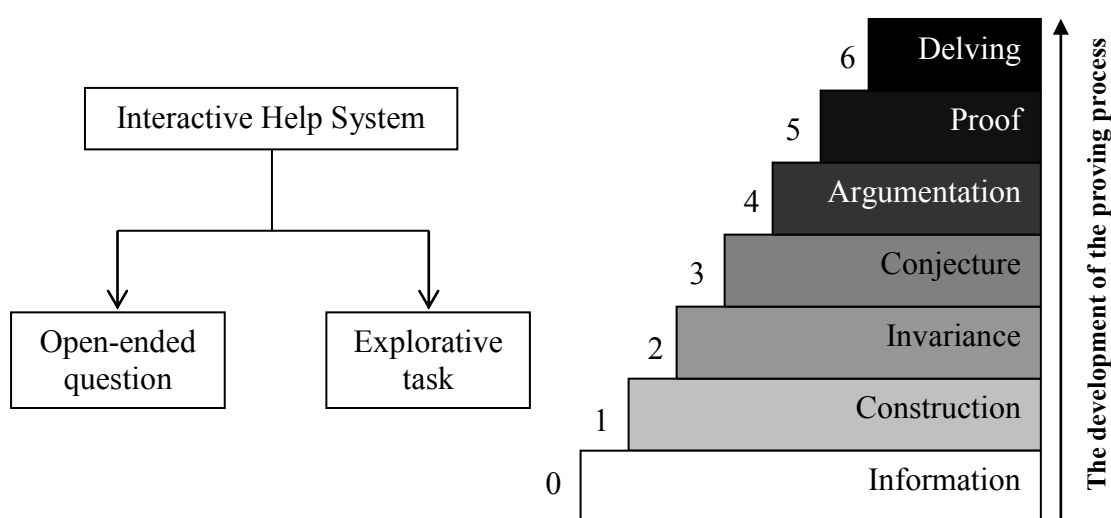 Interactive Help System
Open-ended
question
Explorative
task
6
Delving
5
Proof
4
Argumentation
3
Conjecture
2
Invariance
1
Construction
0
Information
The development of the proving process